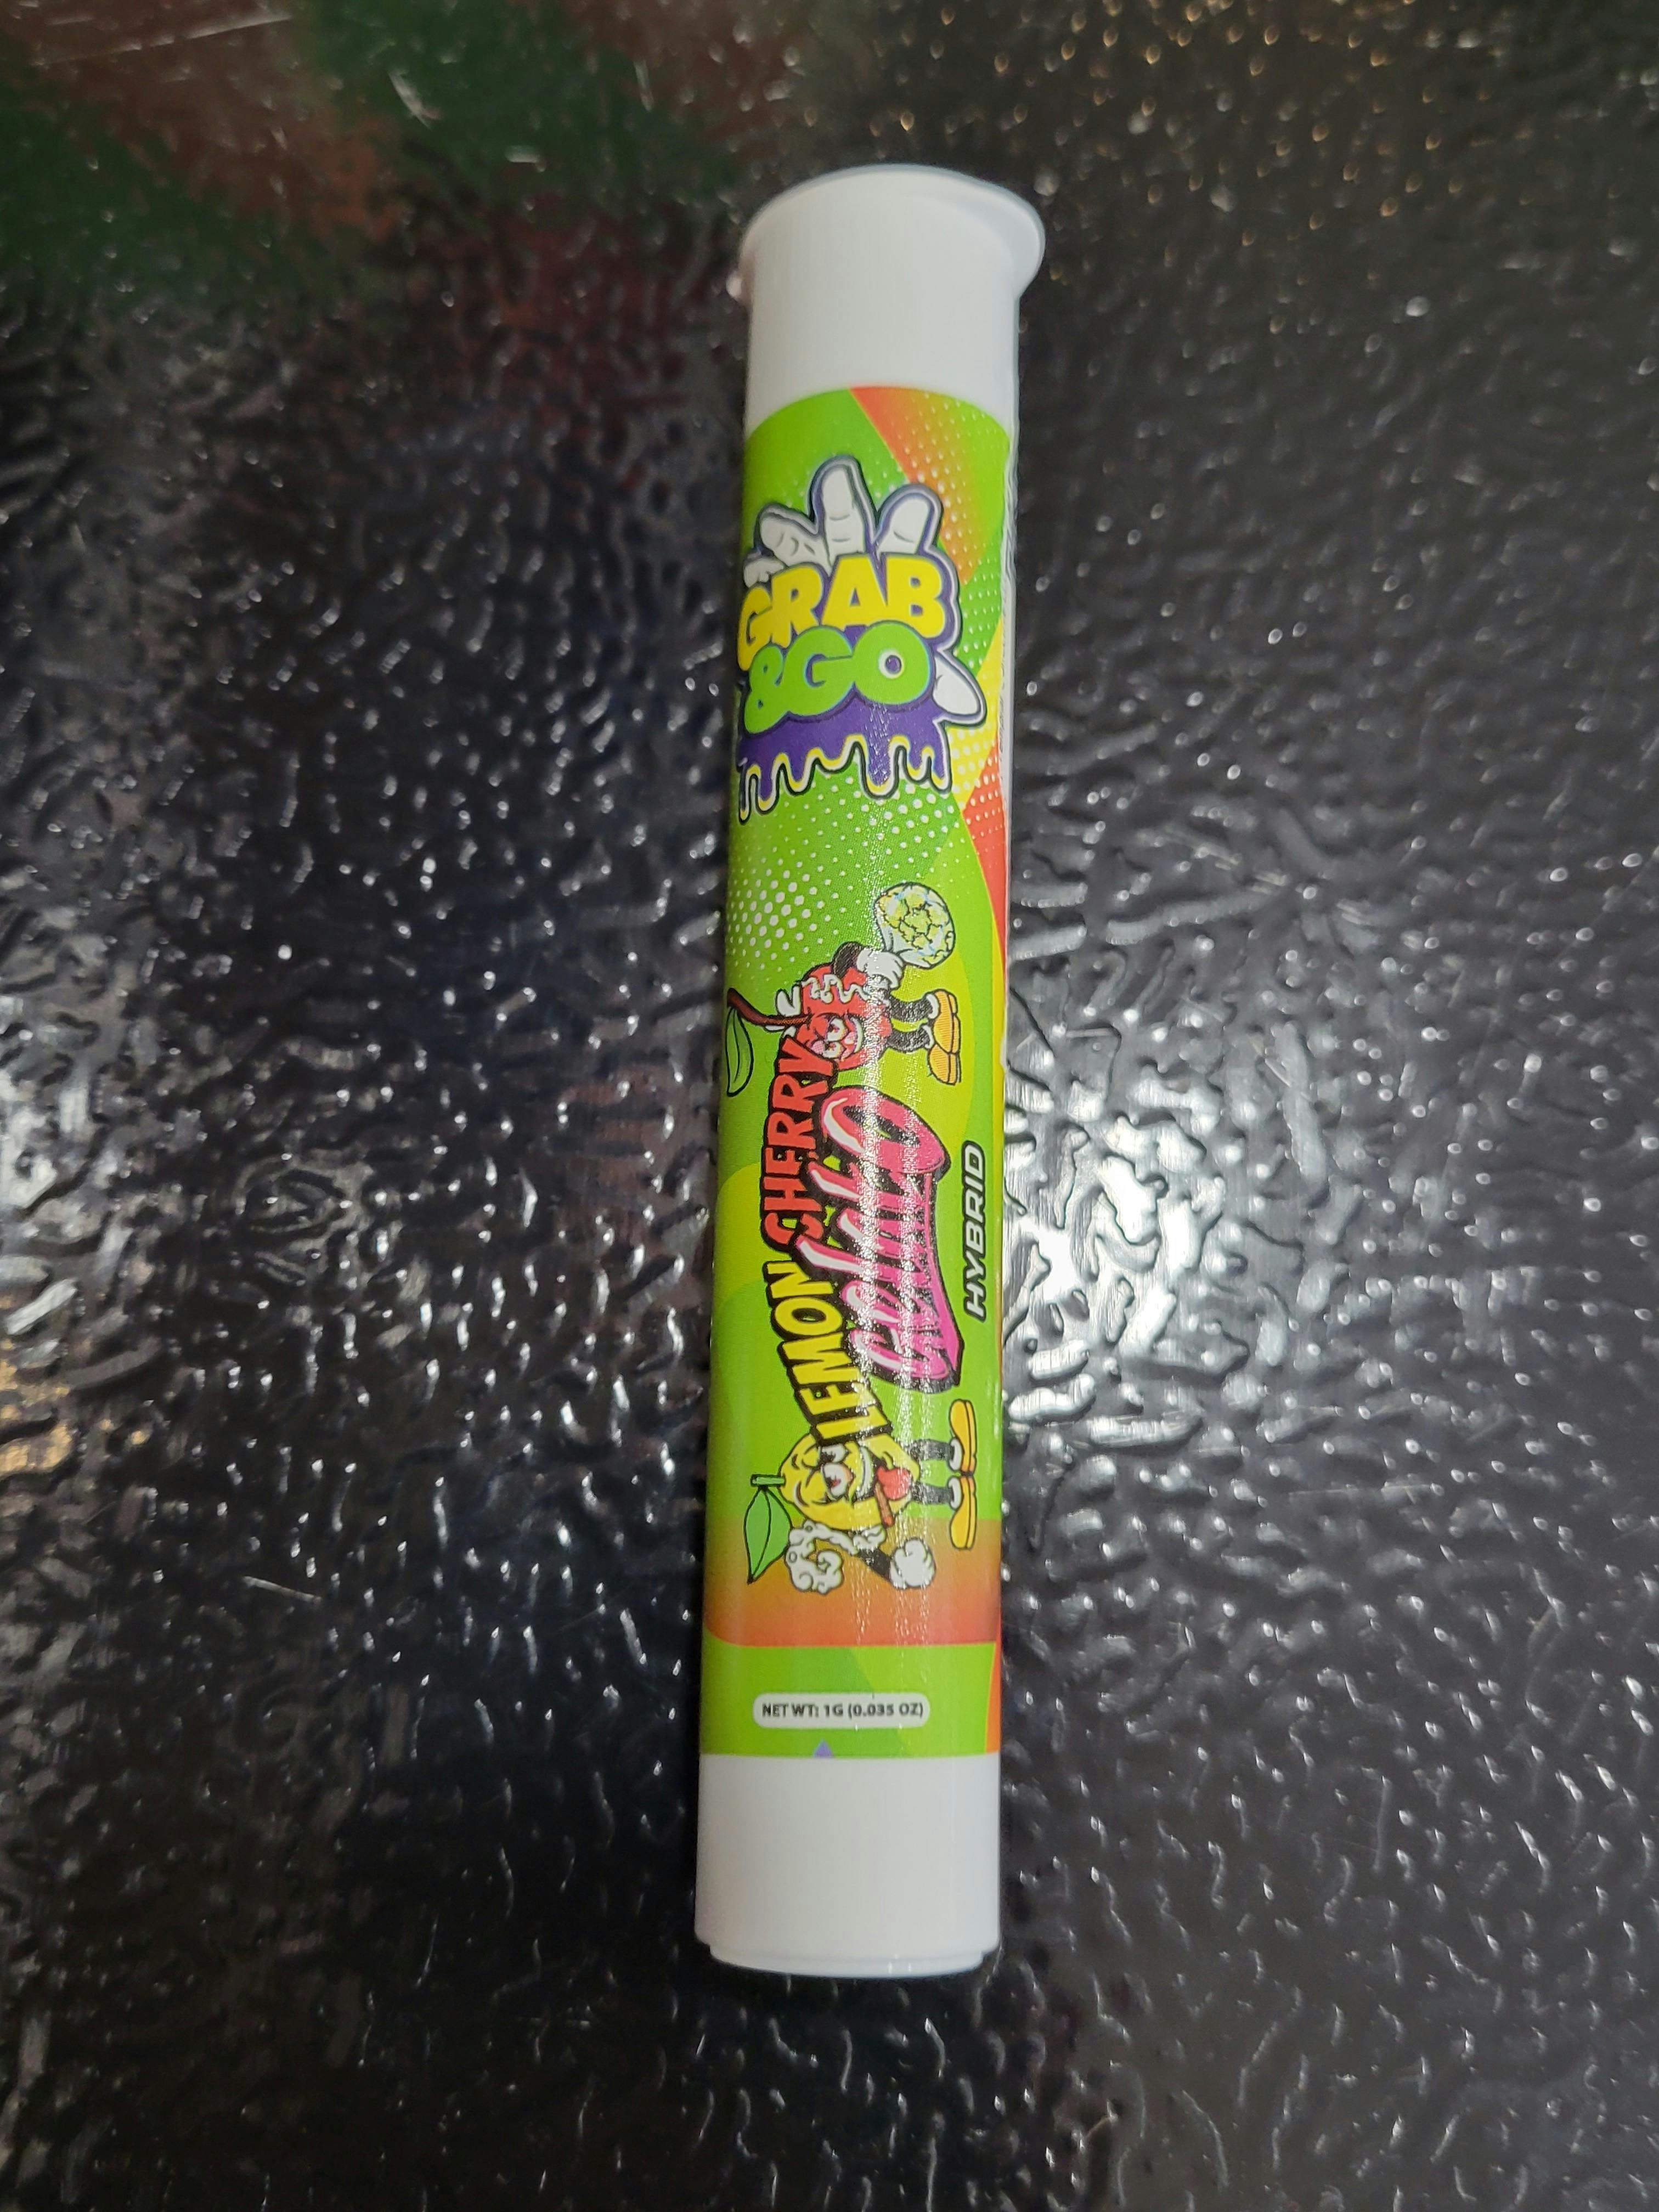 GRAB
&GO
LEMON CHERRY
gelato
HYBRID
NET WT: 1G (0.035 OZ)